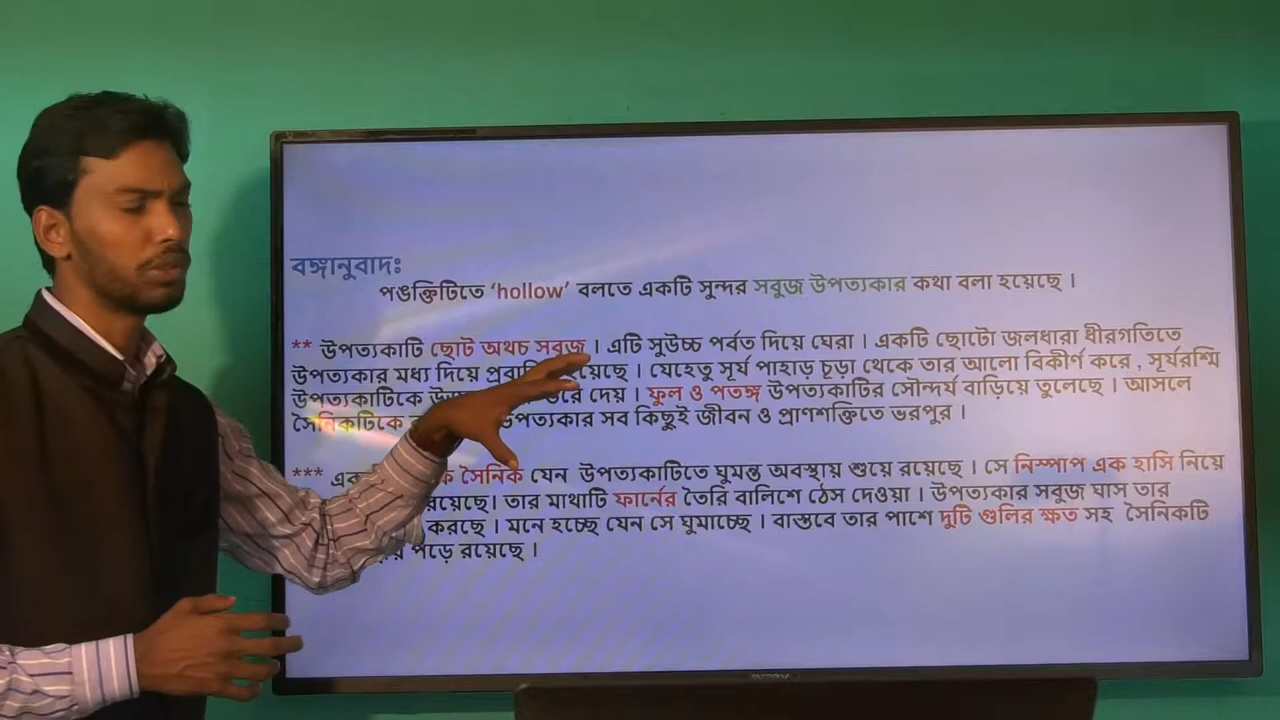 বঙ্গানুবাদঃ
পঙক্তিটিতে ‘hollow’ বলতে একটি সুন্দর সবুজ উপত্যকার কথা বলা হয়েছে ।
** উপত্যকাটি ছোট অথচ সবুজ । এটি সুউচ্চ পর্বত দিয়ে ঘেরা । একটি ছোটো জলধারা ধীরগতিতে
উপত্যকার মধ্য দিয়ে । যেহেতু সূর্য পাহাড় চূড়া থেকে তার আলো বিকীর্ণ করে , সূর্যরশ্মি
উপত্যকাটিকে দেয় । ফুল ও পতঙ্গ উপত্যকাটির সৌন্দর্য বাড়িয়ে তুলেছে । আসলে
সৈনিকটিকে উপত্যকার সব কিছুই জীবন ও প্রাণশক্তিতে ভরপুর ।
*** সৈনিক যেন উপত্যকাটিতে ঘুমন্ত অবস্থায় শুয়ে রয়েছে । সে নিস্পাপ এক হাসি নিয়ে
রয়েছে। তার মাথাটি ফার্নের তৈরি বালিশে ঠেস দেওয়া । উপত্যকার সবুজ ঘাস তার
করছে । মনে হচ্ছে যেন সে ঘুমাচ্ছে । বাস্তবে তার পাশে দুটি গুলির ক্ষত সহ সৈনিকটি
পড়ে রয়েছে ।